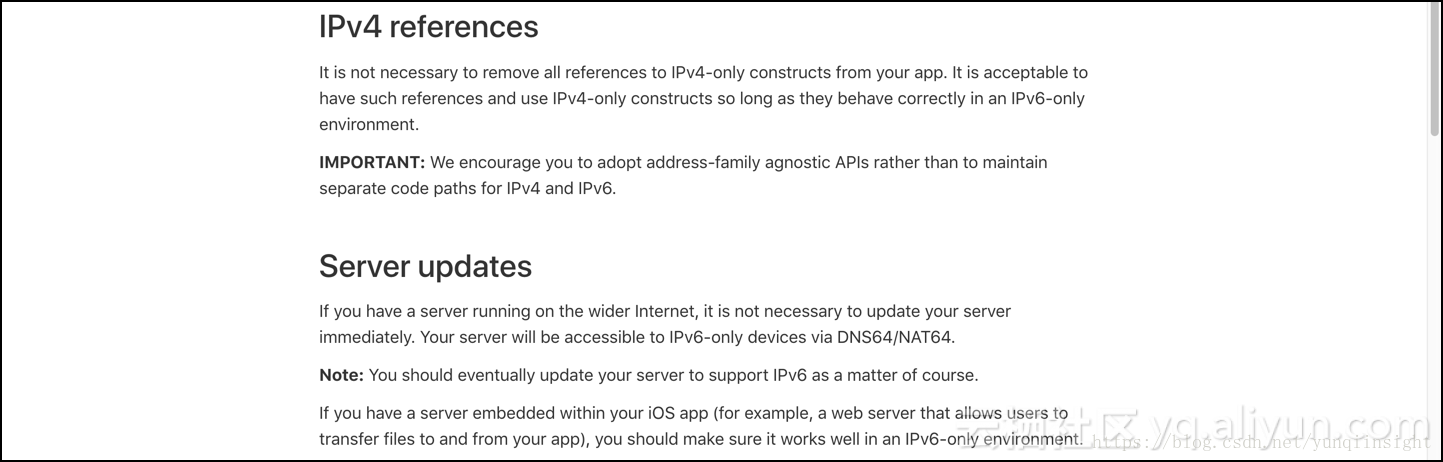 IPv4 references
It is not necessary to remove all references to IPv4-only constructs from your app. It is acceptable to
have such references and use IPv4-only constructs so long as they behave correctly in an IPv6-only
environment.
IMPORTANT: We encourage you to adopt address-family agnostic APIs rather than to maintain
separate code paths for IPv4 and IPv6.
Server updates
If you have a server running on the wider Internet, it is not necessary to update your server
immediately. Your server will be accessible to IPv6-only devices via DNS64/NAT64.
Note: You should eventually update your server to support IPv6 as a matter of course.
If you have a server embedded within your iOS app (for example, a web server that allows users to
transfer files to and from your app), you should make sure it works well in an IPv6-only environment.
云栖社区 yq.aliyun.com
https://blog.csdn.net/yunqiinsight